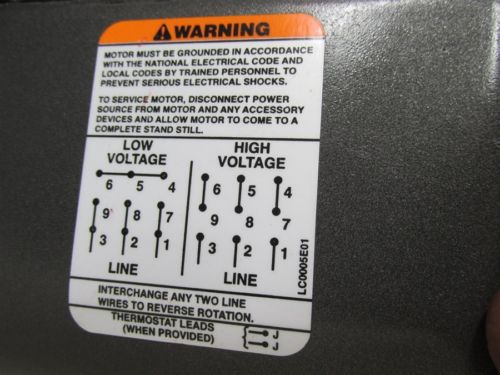 WARNING
MOTOR MUST BE GROUNDED IN ACCORDANCE
WITH THE NATIONAL ELECTRICAL CODE AND
LOCAL CODES BY TRAINED PERSONNEL TO
PREVENT SERIOUS ELECTRICAL SHOCKS.
TO SERVICE MOTOR, DISCONNECT POWER
SOURCE FROM MOTOR AND ANY ACCESSORY
DEVICES AND ALLOW MOTOR TO COME TO A
COMPLETE STAND STILL.
LOW
VOLTAGE
6 5 4
9 8 7
3 2 1
LINE
HIGH
VOLTAGE
6 5 4
9 8 7
3 2 1
LINE
LC0005E01
INTERCHANGE ANY TWO LINE
WIRES TO REVERSE ROTATION.
THERMOSTAT LEADS
(WHEN PROVIDED)
J
J